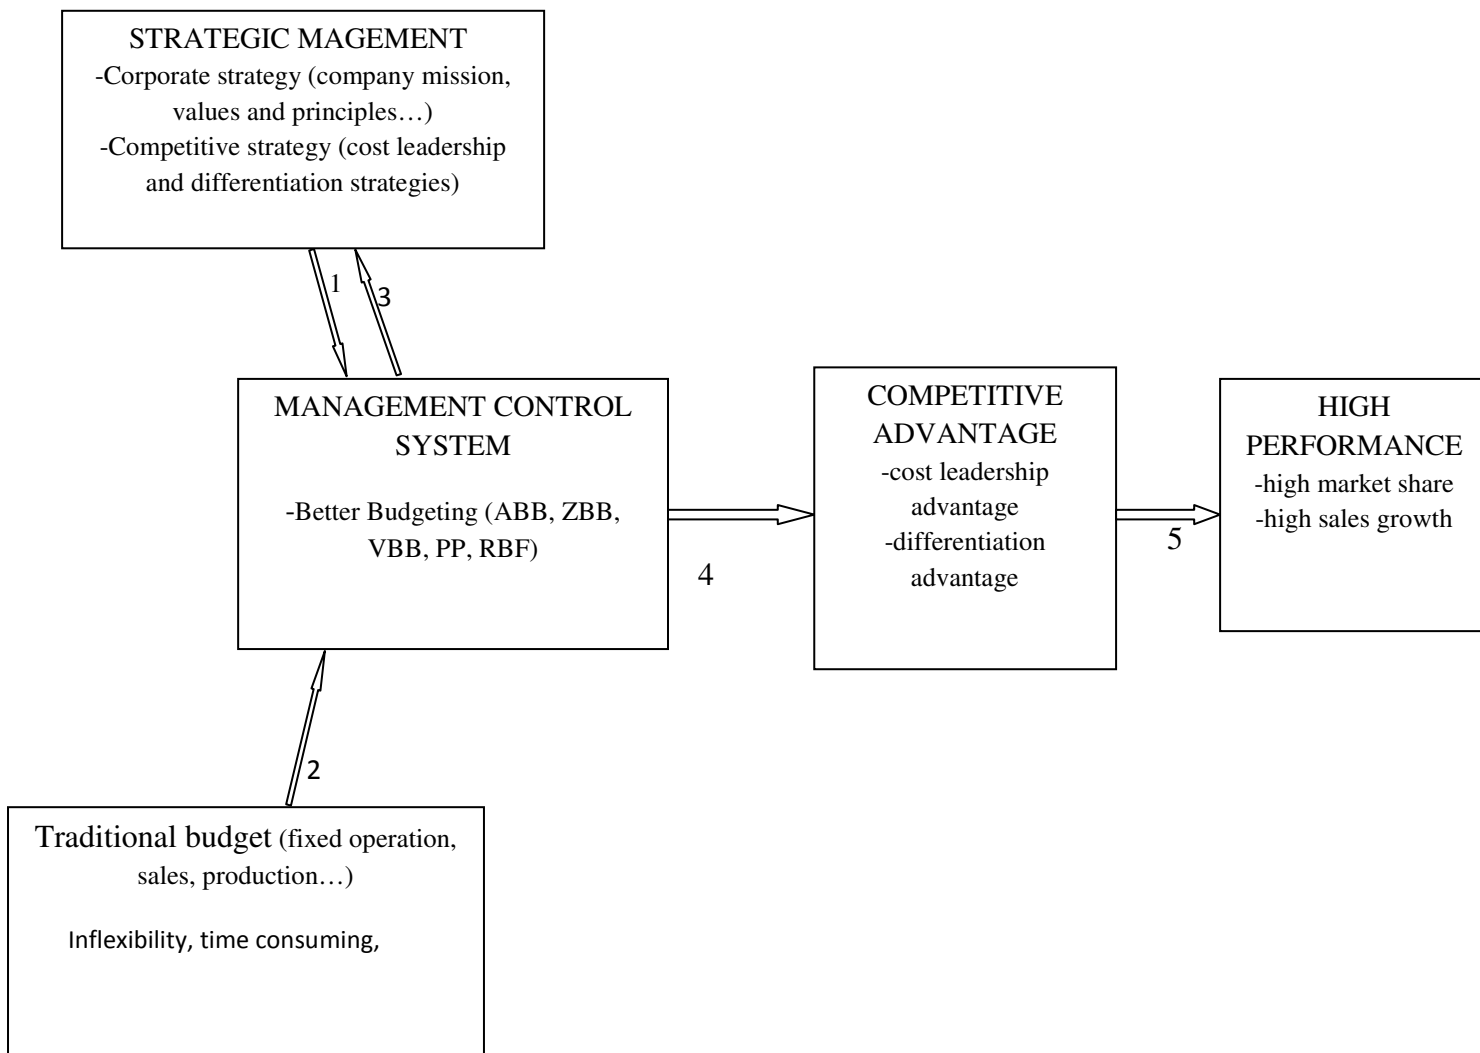 STRATEGIC MAGEMENT
-Corporate strategy (company mission,
values and principles…)
-Competitive strategy (cost leadership
and differentiation strategies)
1
3
MANAGEMENT CONTROL
SYSTEM
-Better Budgeting (ABB, ZBB,
VBB, PP, RBF)
4
COMPETITIVE
ADVANTAGE
-cost leadership
advantage
-differentiation
advantage
5
HIGH
PERFORMANCE
-high market share
-high sales growth
2
Traditional budget (fixed operation,
sales, production…)
Inflexibility, time consuming,